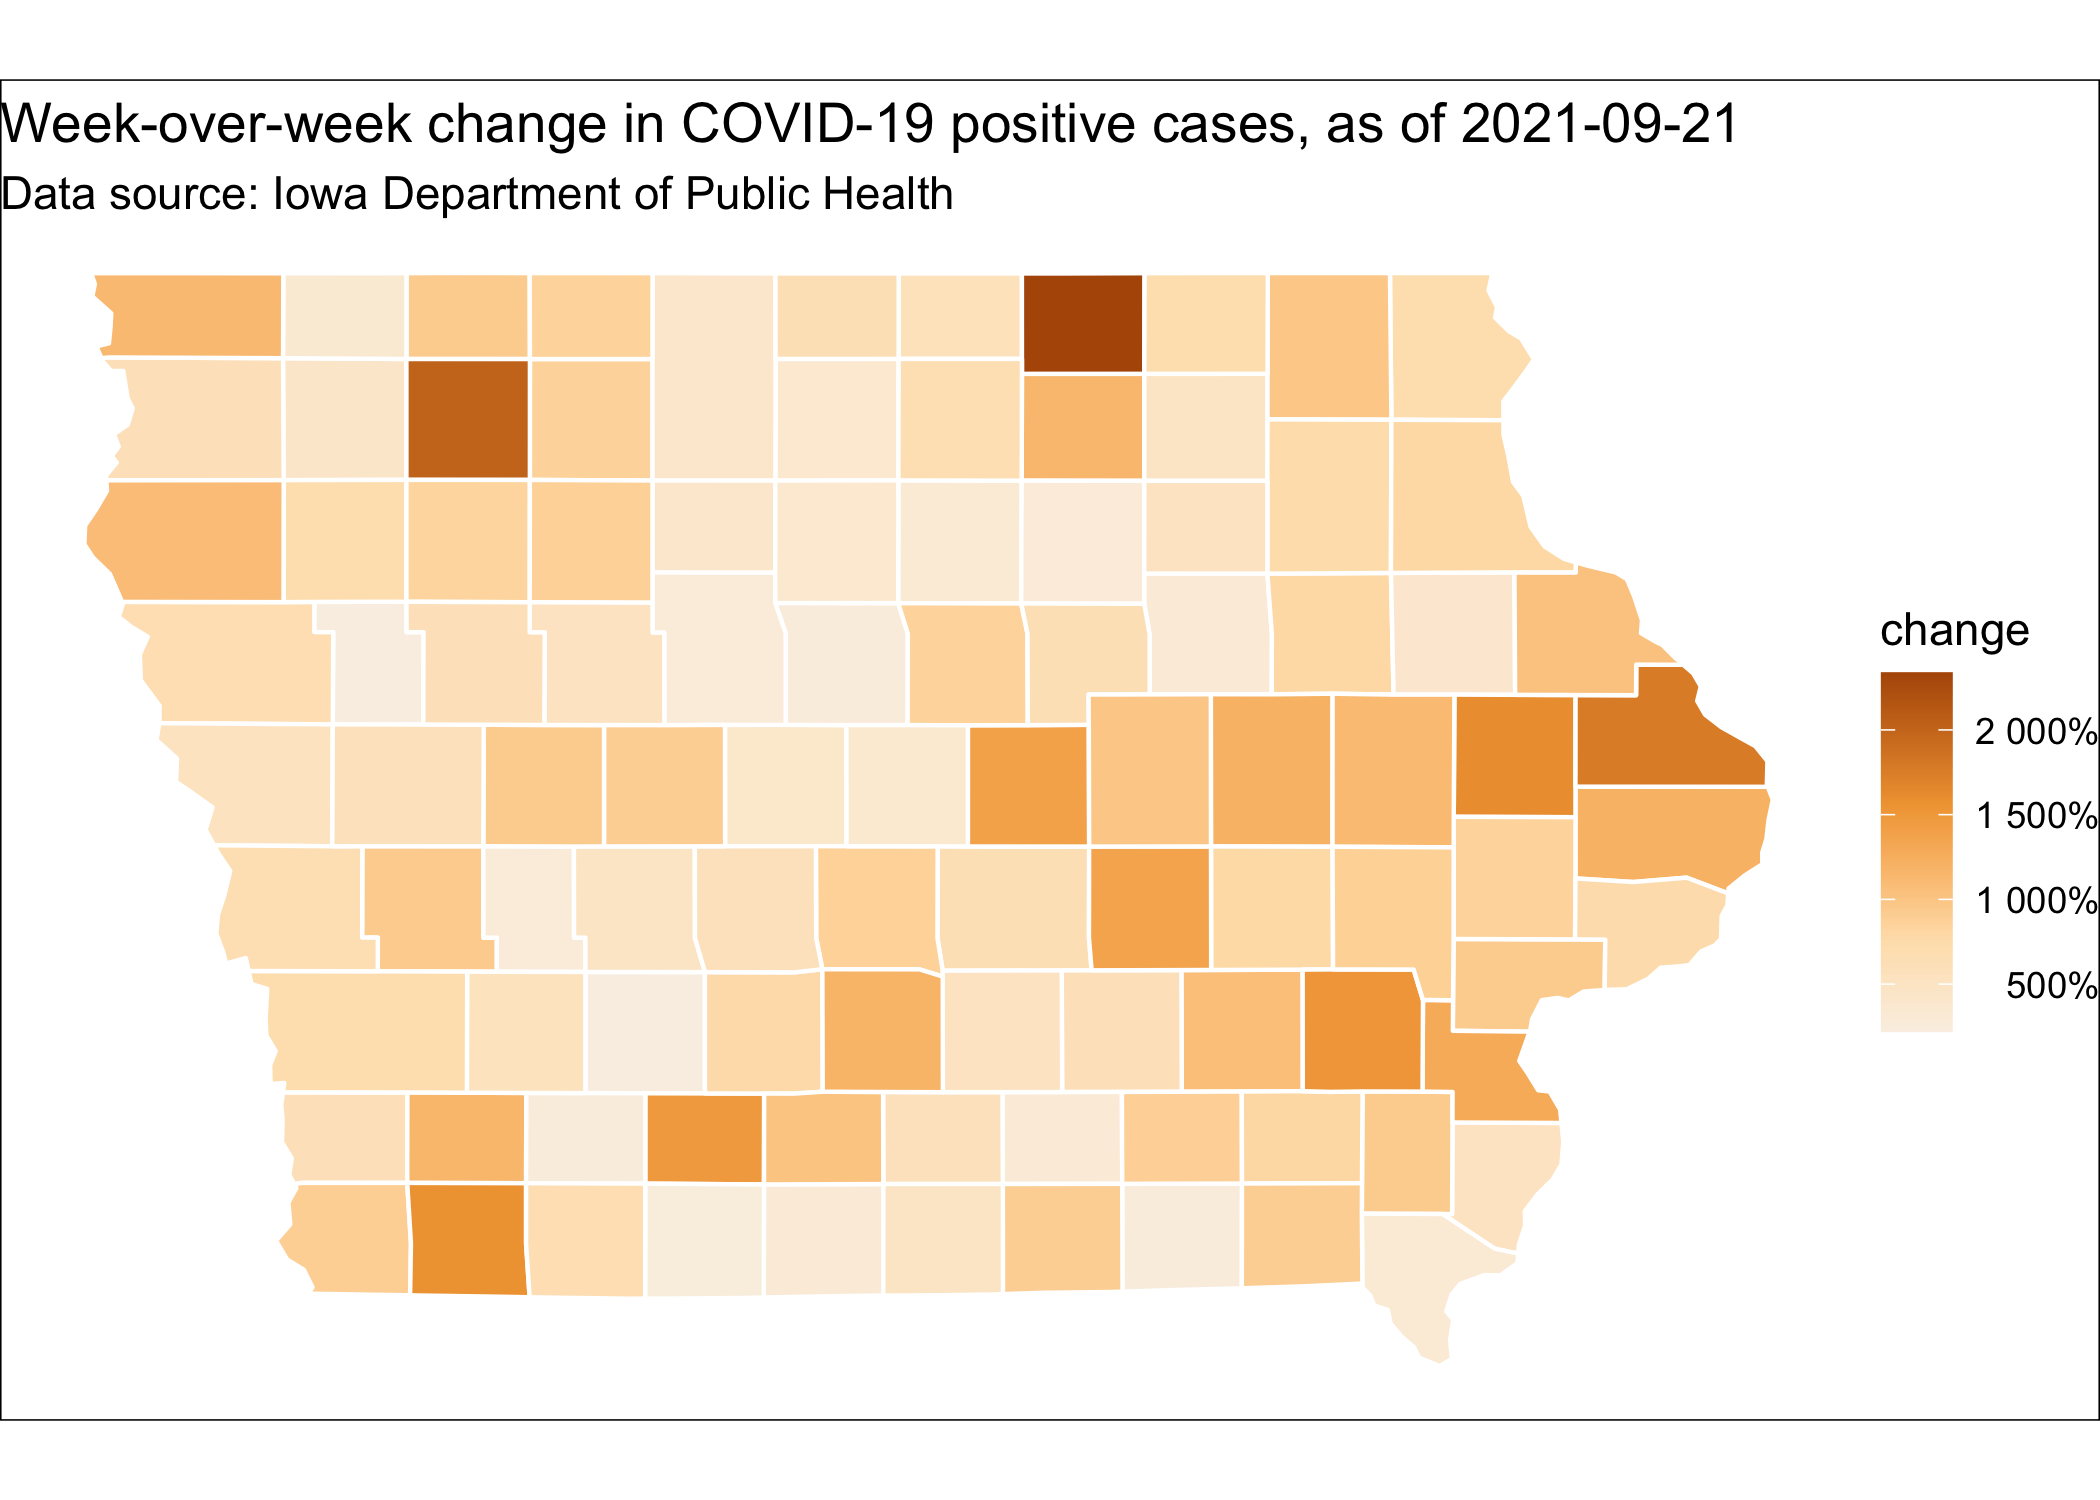 Week-over-week change in COVID-19 positive cases, as of 2021-09-21
Data source: Iowa Department of Public Health
change
2 000%
1 500%
1 000%
500%